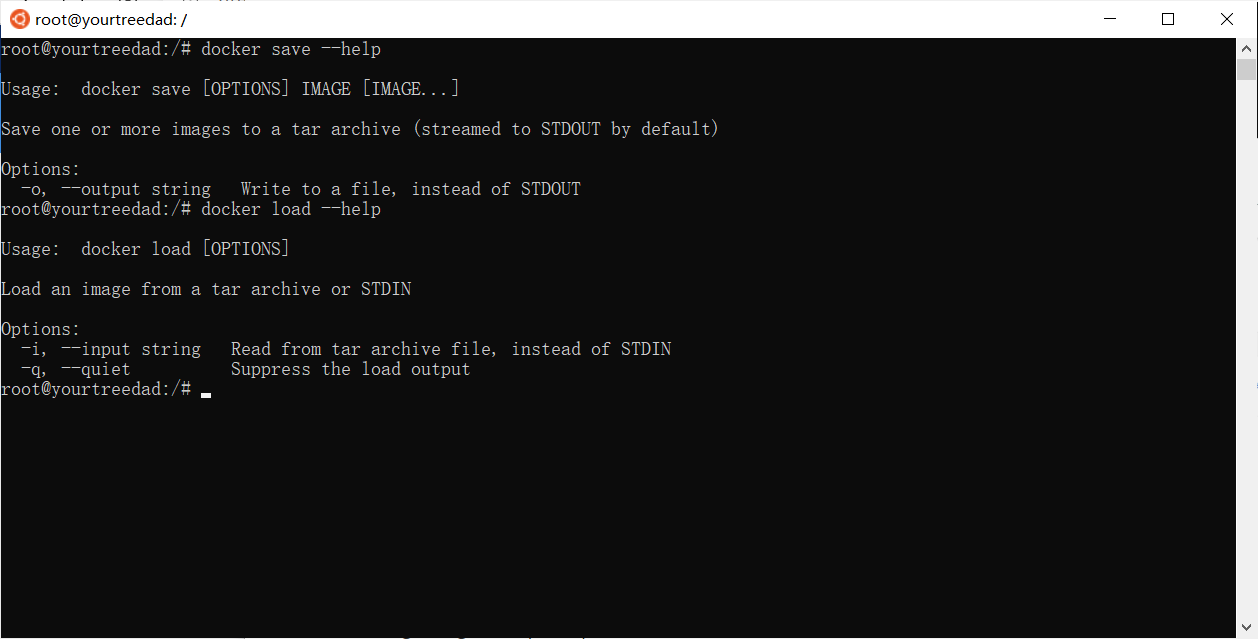 root@yourtreedad: /
root@yourtreedad:/# docker save --help
Usage:  docker save [OPTIONS] IMAGE [IMAGE...]
Save one or more images to a tar archive (streamed to STDOUT by default)
Options:
  -o, --output string   Write to a file, instead of STDOUT
root@yourtreedad:/# docker load --help
Usage:  docker load [OPTIONS]
Load an image from a tar archive or STDIN
Options:
  -i, --input string   Read from tar archive file, instead of STDIN
  -q, --quiet          Suppress the load output
root@yourtreedad:/#